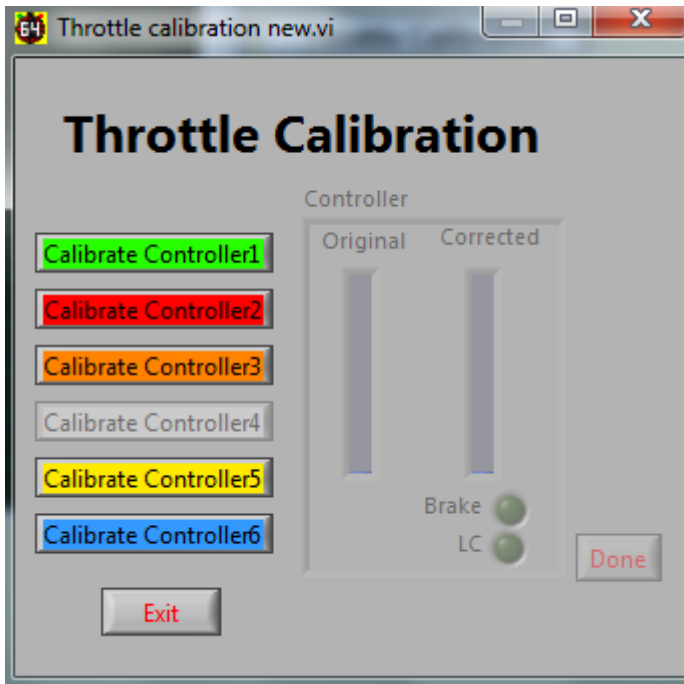 64 Throttle calibration new.vi
Throttle Calibration
Controller
Original Corrected
Calibrate Controller1
Calibrate Controller2
Calibrate Controller3
Calibrate Controller4
Calibrate Controller5
Calibrate Controller6
Brake
LC
Done
Exit